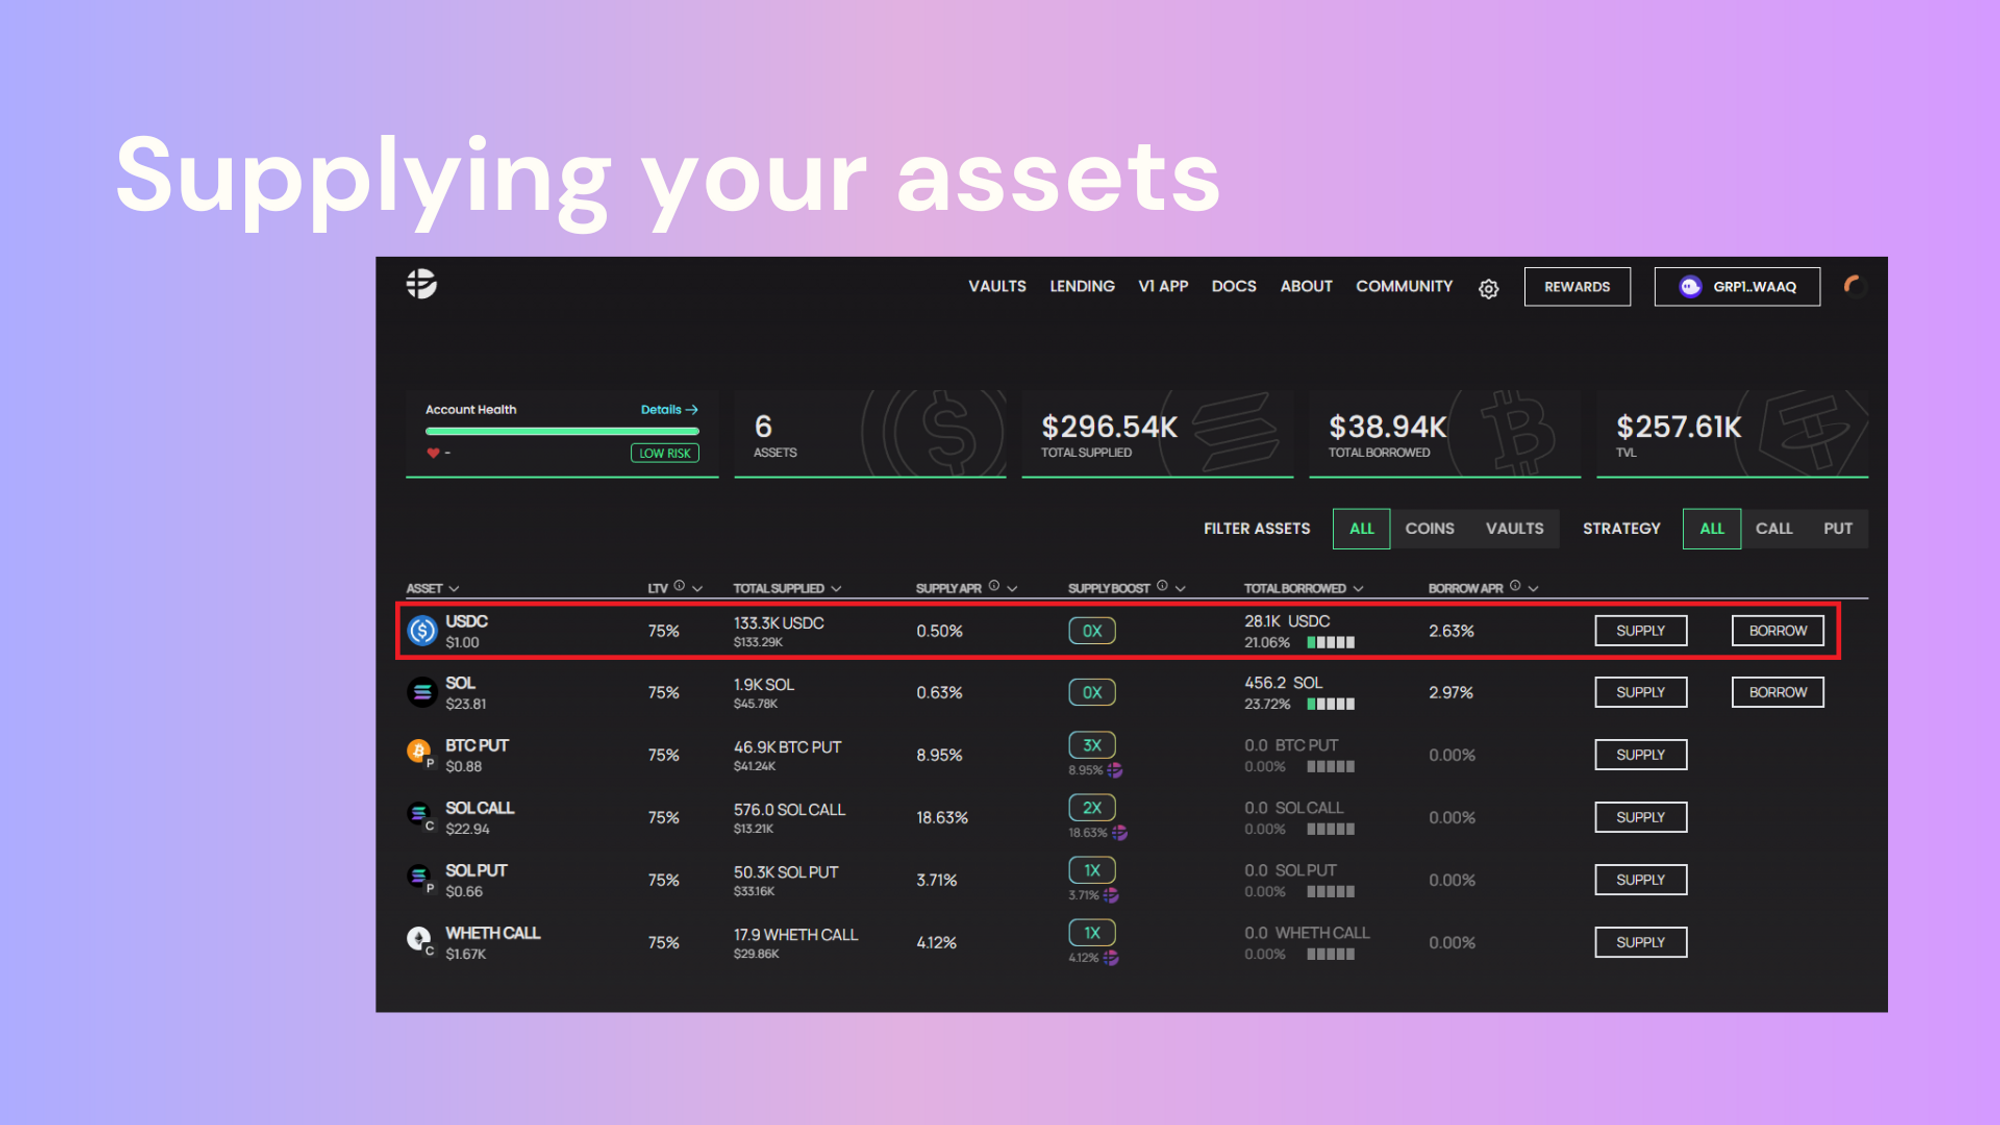 Supplying your assets
VAULTS LENDING V1 APP DOCS ABOUT COMMUNITY REWARDS GRP1..WAAQ
Account Health Details →
- LOW RISK
6
ASSETS
$296.54K
TOTAL SUPPLIED
$38.94K
TOTAL BORROWED
$257.61K
TVL
FILTER ASSETS ALL COINS VAULTS STRATEGY ALL CALL PUT
ASSET LTV TOTAL SUPPLIED SUPPLY APR SUPPLY BOOST TOTAL BORROWED BORROW APR
USDC
$1.00
75%
133.3K USDC
$133.29K
0.50%
0X
28.1K USDC
21.06%
2.63%
SUPPLY
BORROW
SOL
$23.81
75%
1.9K SOL
$45.78K
0.63%
0X
456.2 SOL
23.72%
2.97%
SUPPLY
BORROW
BTC PUT
P
$0.88
75%
46.9K BTC PUT
$41.24K
8.95%
3X
8.95%
0.0 BTC PUT
0.00%
0.00%
SUPPLY
SOL CALL
C
$22.94
75%
576.0 SOL CALL
$13.21K
18.63%
2X
18.63%
0.0 SOL CALL
0.00%
0.00%
SUPPLY
SOL PUT
P
$0.66
75%
50.3K SOL PUT
$33.16K
3.71%
1X
3.71%
0.0 SOL PUT
0.00%
0.00%
SUPPLY
WHETH CALL
C
$1.67K
75%
17.9 WHETH CALL
$29.86K
4.12%
1X
4.12%
0.0 WHETH CALL
0.00%
0.00%
SUPPLY